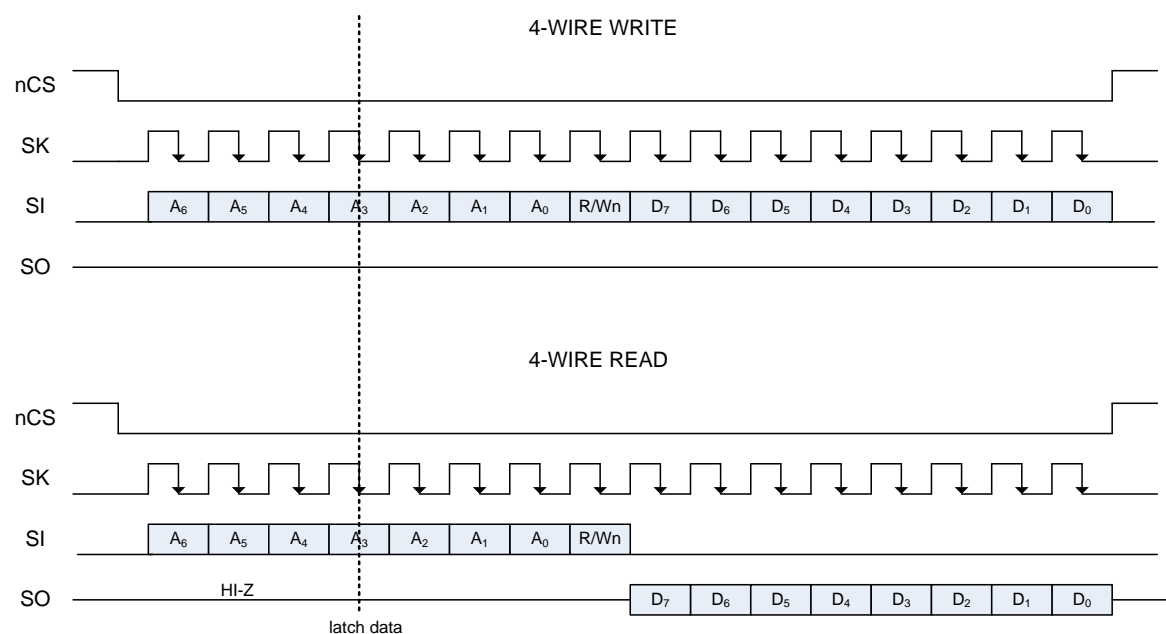 4-WIRE WRITE
nCS
SK
SI A₆ A₅ A₄ A₃ A₂ A₁ A₀ R/Wn D₇ D₆ D₅ D₄ D₃ D₂ D₁ D₀
SO
4-WIRE READ
nCS
SK
SI A₆ A₅ A₄ A₃ A₂ A₁ A₀ R/Wn
SO HI-Z D₇ D₆ D₅ D₄ D₃ D₂ D₁ D₀
latch data